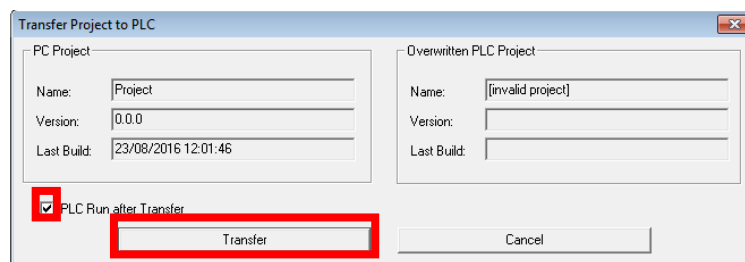 Transfer Project to PLC
PC Project
Name: Project
Version: 0.0.0
Last Build: 23/08/2016 12:01:46
Overwritten PLC Project
Name: [invalid project]
Version:
Last Build:
PLC Run after Transfer
Transfer
Cancel